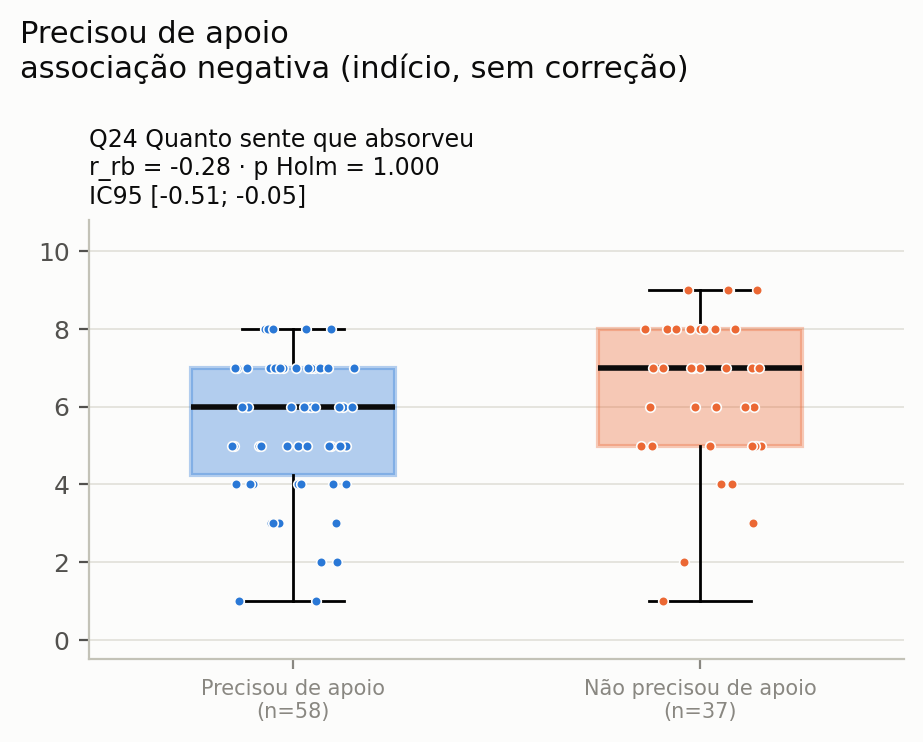 Precisou de apoio
associação negativa (indício, sem correção)
Q24 Quanto sente que absorveu
r_rb = -0.28 · p Holm = 1.000
IC95 [-0.51; -0.05]
10
8
6
4
2
0
Precisou de apoio
(n=58)
Não precisou de apoio
(n=37)